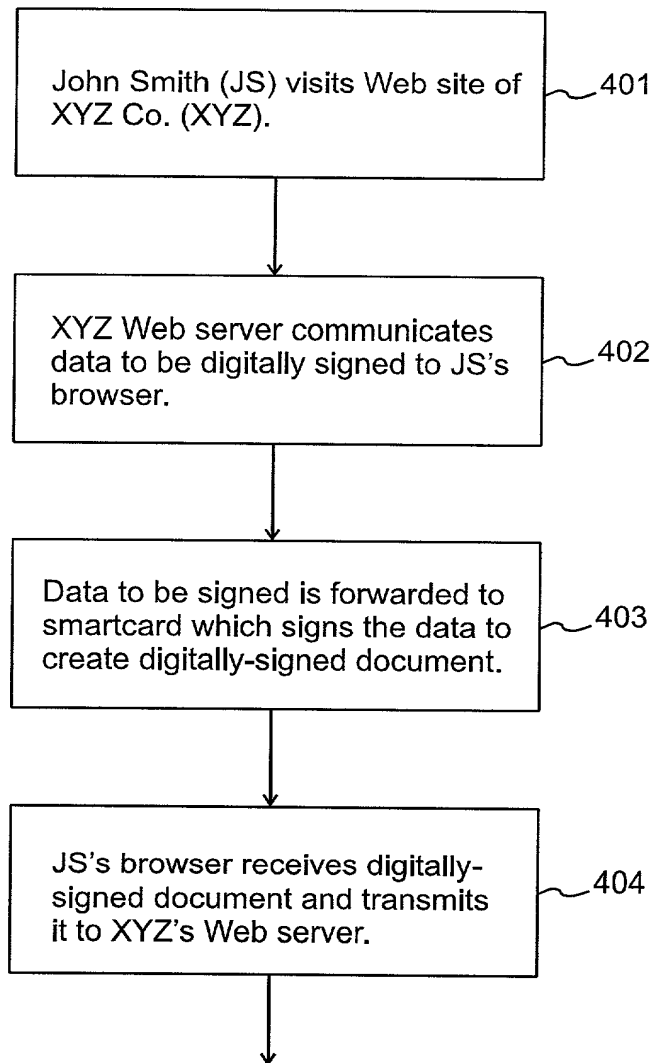 John Smith (JS) visits Web site of
XYZ Co. (XYZ).
401
XYZ Web server communicates
data to be digitally signed to JS's
browser.
402
Data to be signed is forwarded to
smartcard which signs the data to
create digitally-signed document.
403
JS's browser receives digitally-
signed document and transmits
it to XYZ's Web server.
404